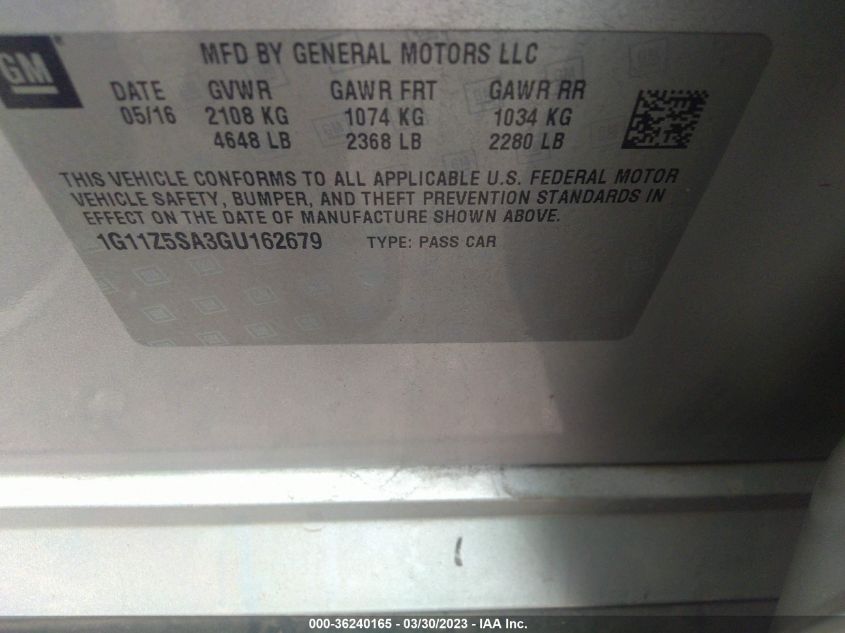 GM
MFD BY GENERAL MOTORS LLC
DATE GVWR GAWR FRT GAWR RR
05/16 2108 KG 1074 KG 1034 KG
4648 LB 2368 LB 2280 LB
THIS VEHICLE CONFORMS TO ALL APPLICABLE U.S. FEDERAL MOTOR
VEHICLE SAFETY, BUMPER, AND THEFT PREVENTION STANDARDS IN
EFFECT ON THE DATE OF MANUFACTURE SHOWN ABOVE.
1G11Z5SA3GU162679 TYPE: PASS CAR
000-36240165 - 03/30/2023 - IAA Inc.